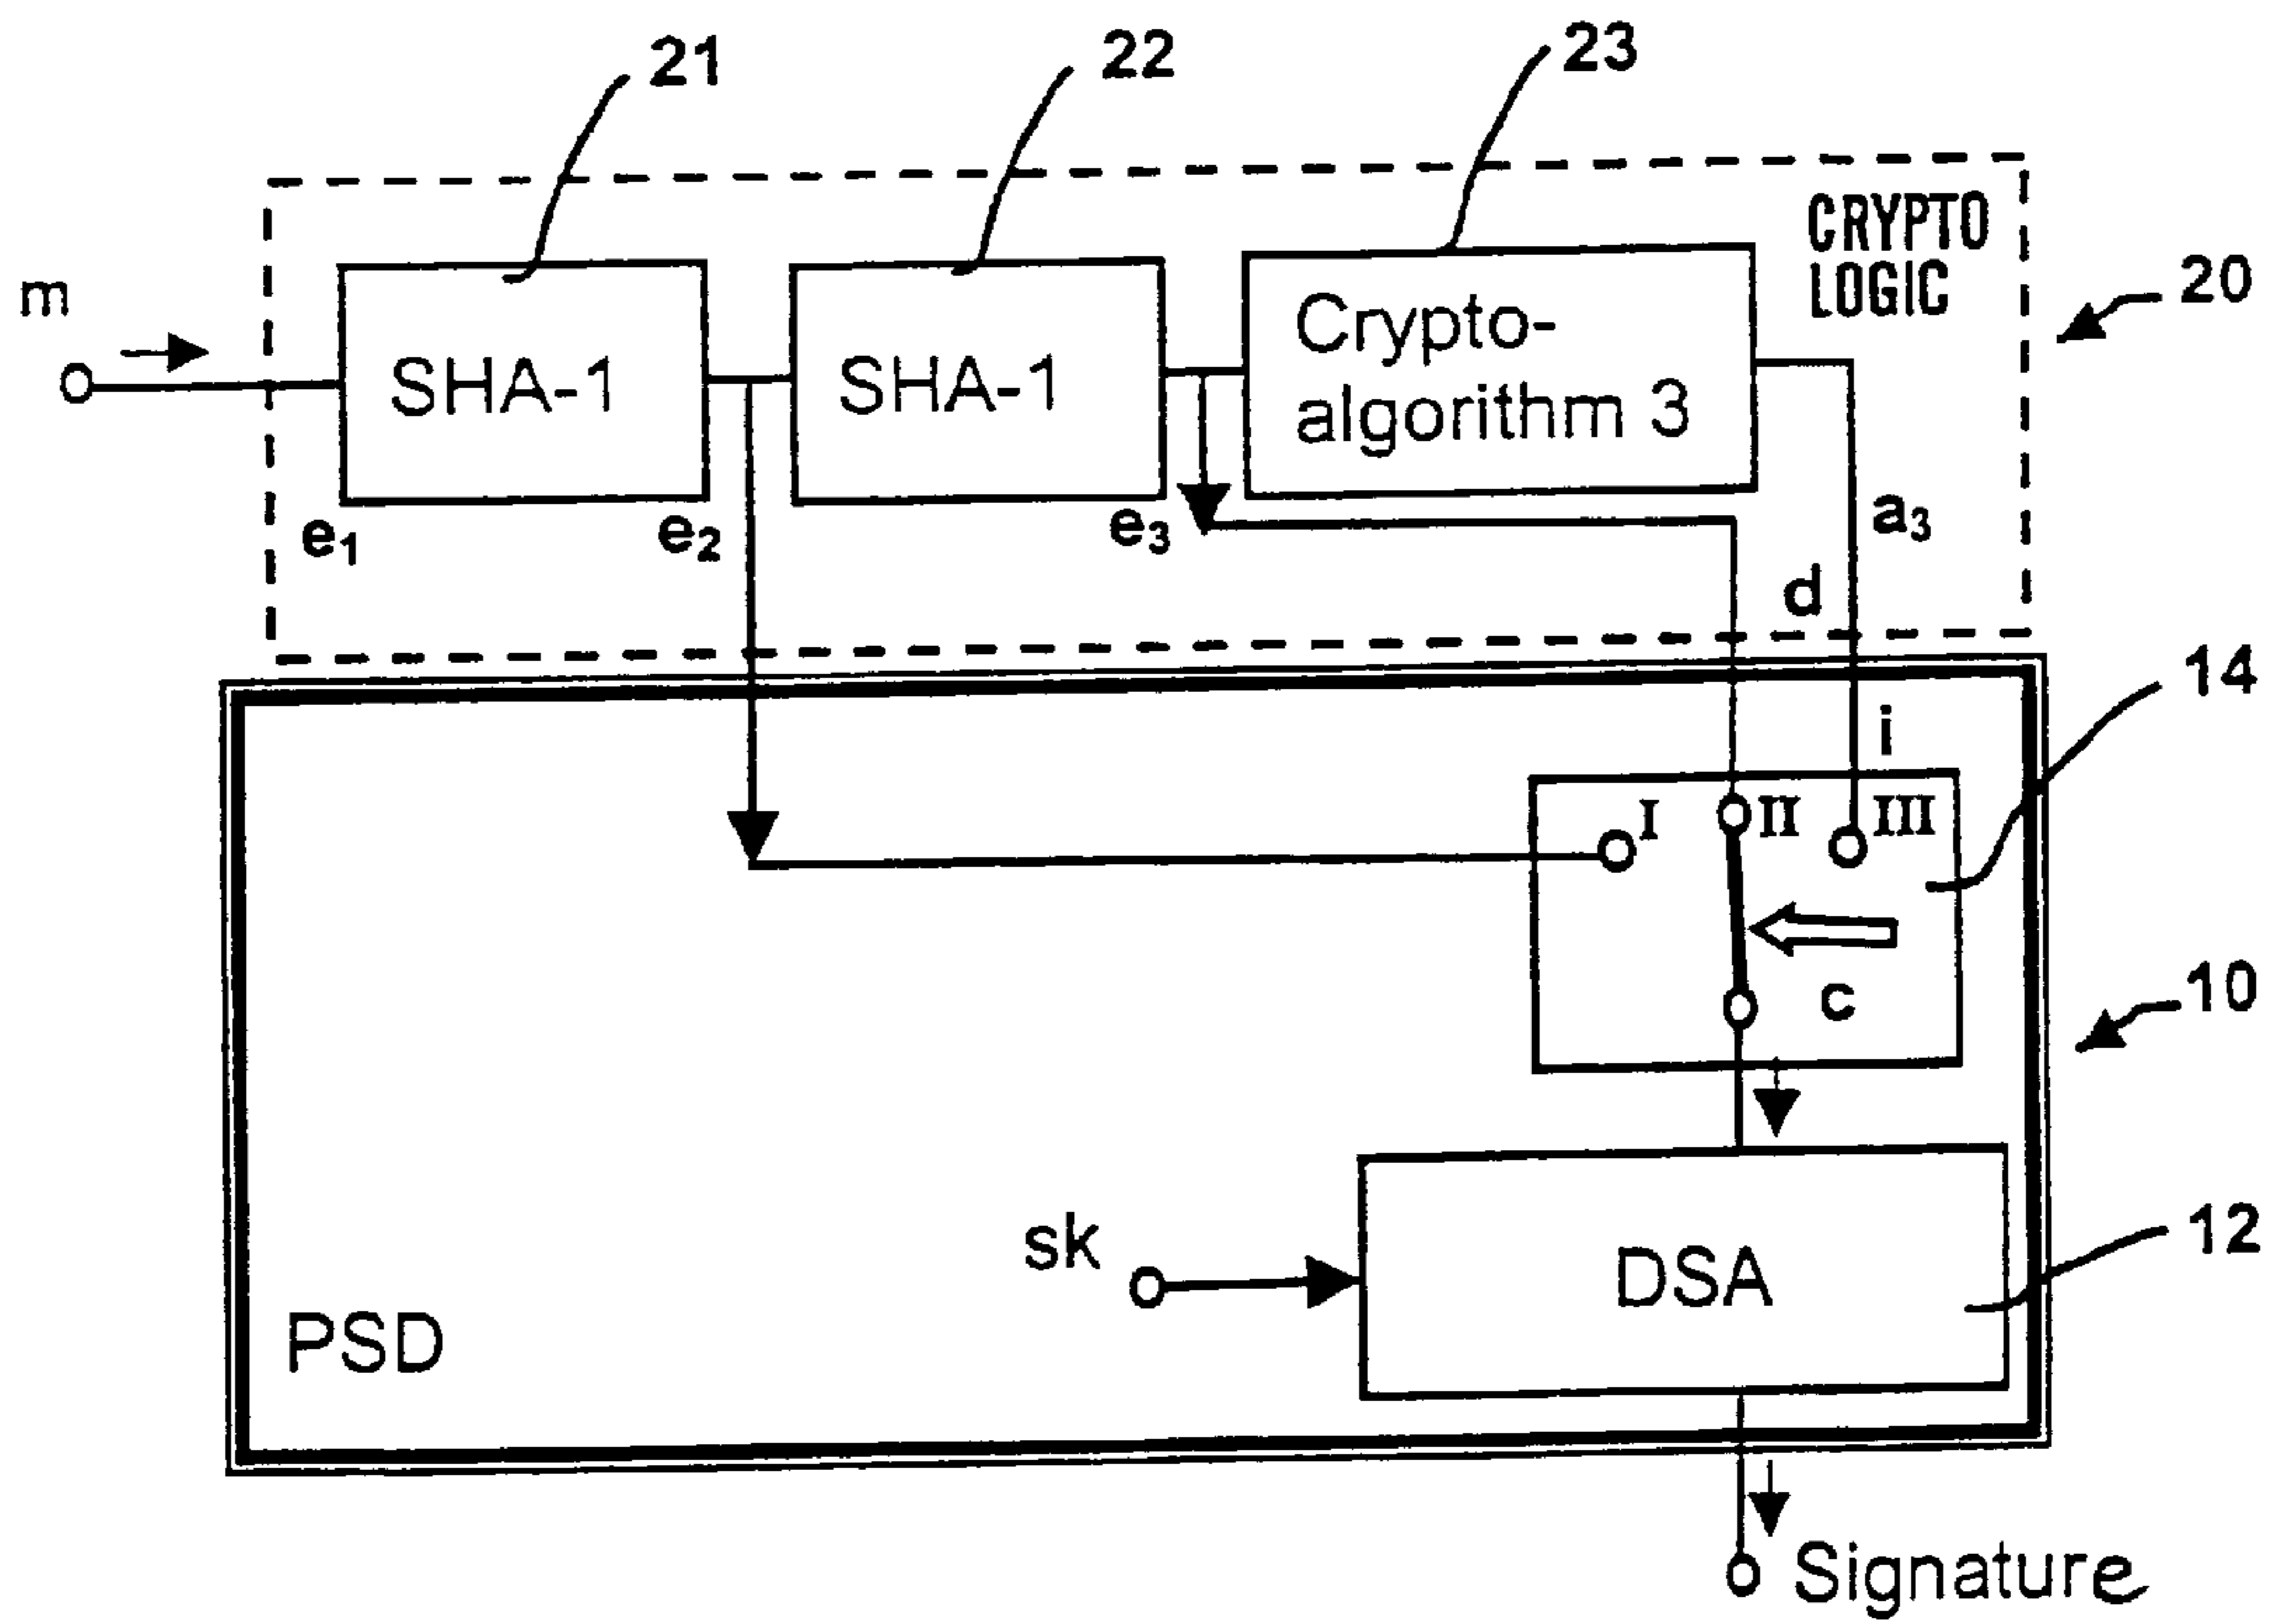 21
22
23
CRYPTO
LOGIC
20
m
SHA-1
SHA-1
Crypto-
algorithm 3
e1
e2
e3
a3
d
14
i
I
II
III
c
10
sk
DSA
12
PSD
Signature